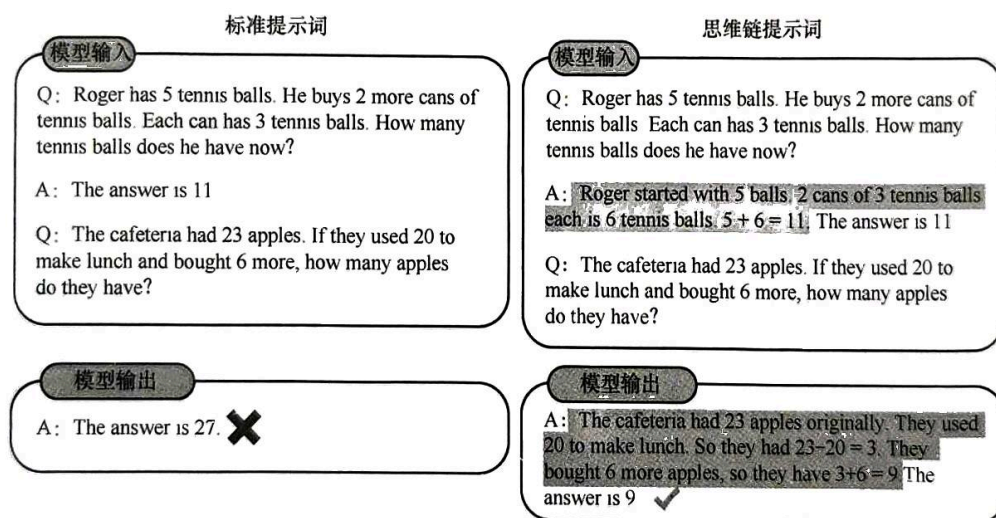 标准提示词
模型输入
Q: Roger has 5 tennis balls. He buys 2 more cans of
tennis balls. Each can has 3 tennis balls. How many
tennis balls does he have now?
A: The answer is 11
Q: The cafeteria had 23 apples. If they used 20 to
make lunch and bought 6 more, how many apples
do they have?
模型输出
A: The answer is 27.
思维链提示词
模型输入
Q: Roger has 5 tennis balls. He buys 2 more cans of
tennis balls Each can has 3 tennis balls. How many
tennis balls does he have now?
A: Roger started with 5 balls. 2 cans of 3 tennis balls
each is 6 tennis balls. 5 + 6 = 11. The answer is 11
Q: The cafeteria had 23 apples. If they used 20 to
make lunch and bought 6 more, how many apples
do they have?
模型输出
A: The cafeteria had 23 apples originally. They used
20 to make lunch. So they had 23−20 = 3. They
bought 6 more apples, so they have 3+6 = 9. The
answer is 9